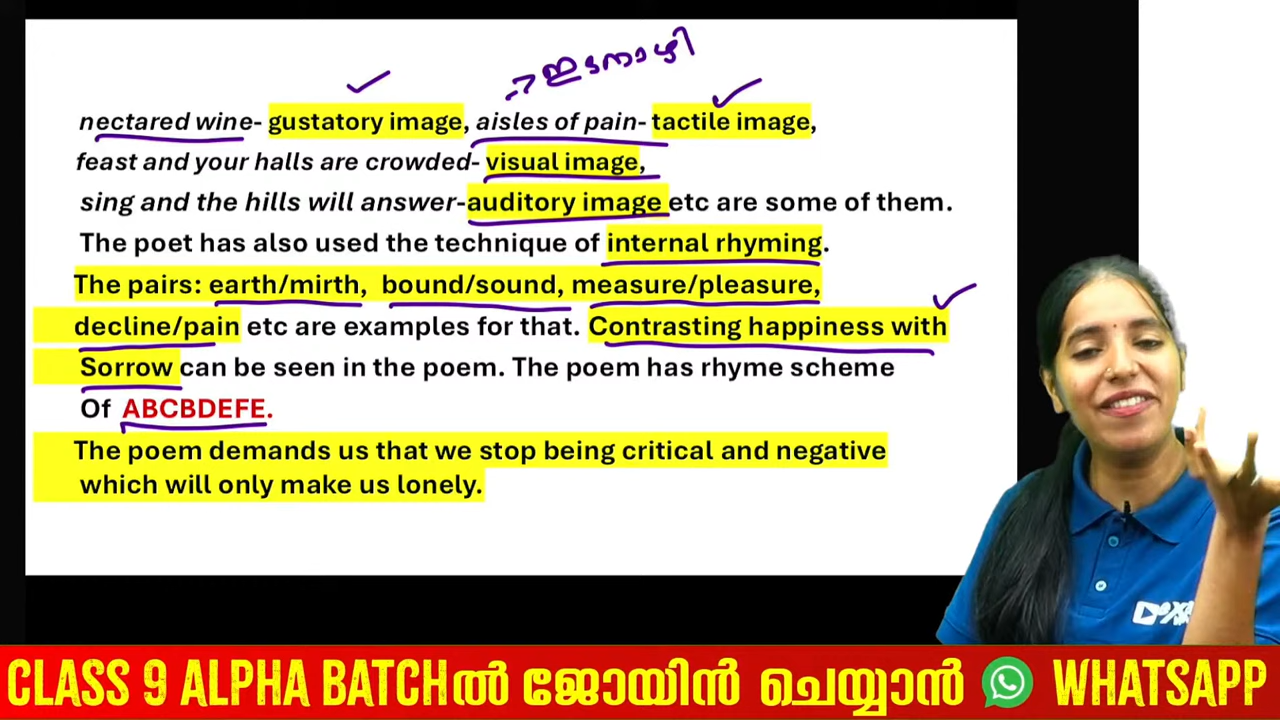 ഇടനാഴി
nectared wine- gustatory image, aisles of pain- tactile image,
feast and your halls are crowded- visual image,
sing and the hills will answer-auditory image etc are some of them.
The poet has also used the technique of internal rhyming.
The pairs: earth/mirth, bound/sound, measure/pleasure,
decline/pain etc are examples for that. Contrasting happiness with
Sorrow can be seen in the poem. The poem has rhyme scheme
Of ABCBDEFE.
The poem demands us that we stop being critical and negative
which will only make us lonely.
CLASS 9 ALPHA BATCHൽ ജോയിൻ ചെയ്യാൻ WHATSAPP